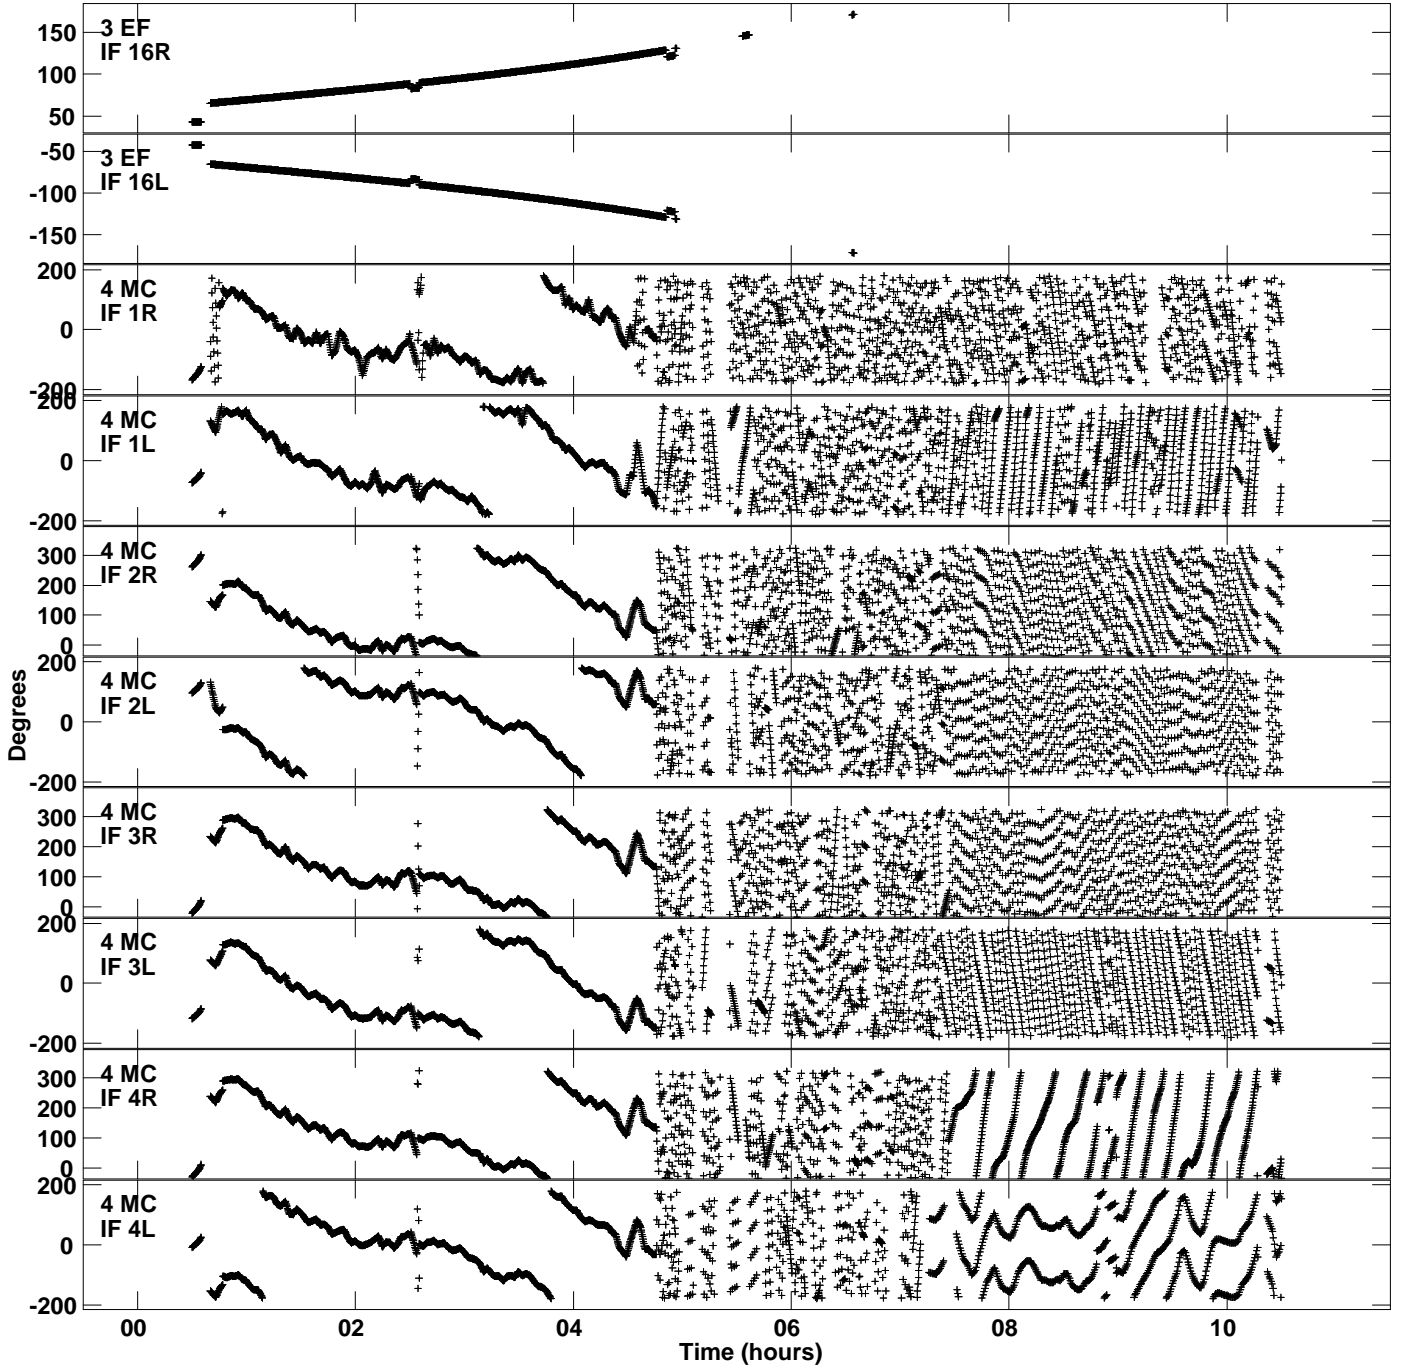 3 EF
IF 16R
150
100
50
3 EF
IF 16L
-50
-100
-150
4 MC
IF 1R
200
0
-200
4 MC
IF 1L
200
0
-200
4 MC
IF 2R
300
200
100
0
4 MC
IF 2L
200
0
-200
4 MC
IF 3R
300
200
100
0
4 MC
IF 3L
200
0
-200
4 MC
IF 4R
300
200
100
0
4 MC
IF 4L
200
0
-200
Degrees
00 02 04 06 08 10
Time (hours)